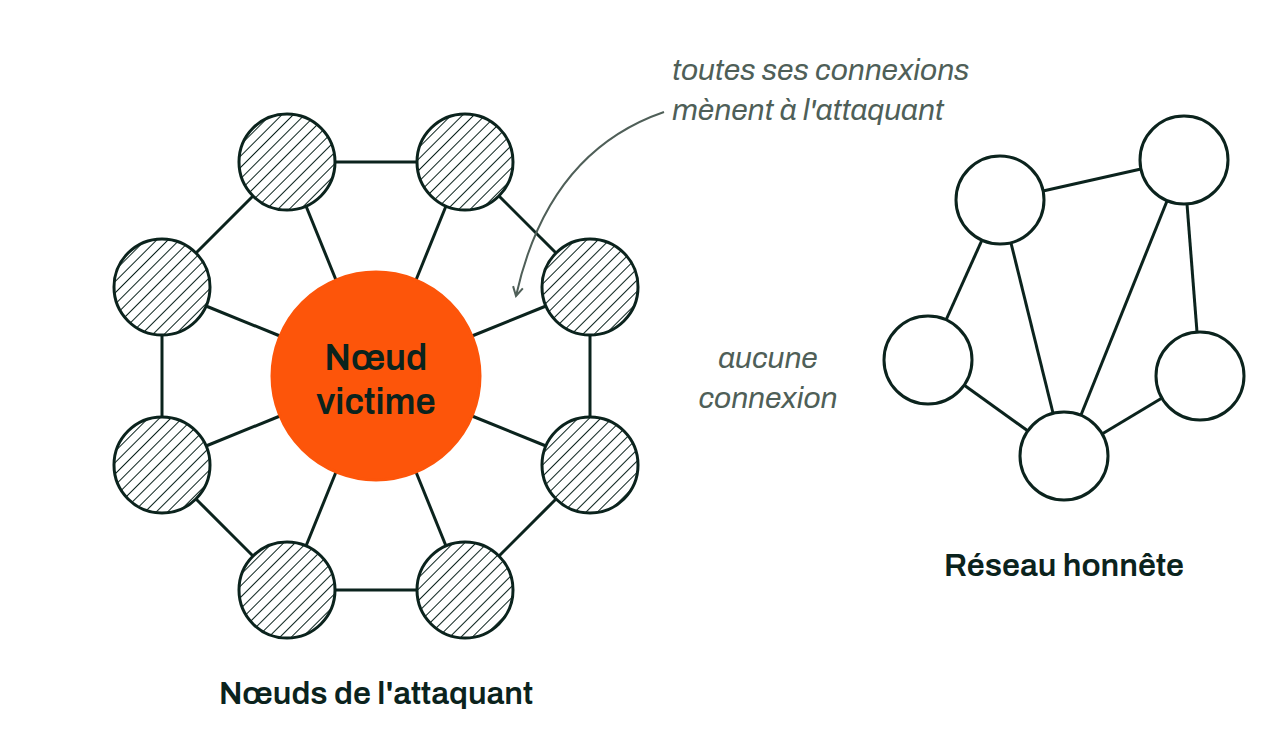 toutes ses connexions
mènent à l'attaquant
Nœud
victime
aucune
connexion
Réseau honnête
Nœuds de l'attaquant